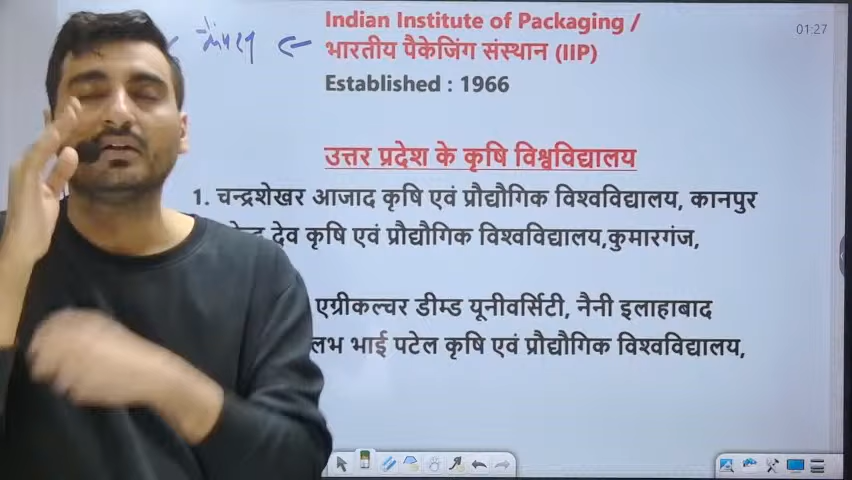 Indian Institute of Packaging /
भारतीय पैकेजिंग संस्थान (IIP)
Established : 1966
01:27
उत्तर प्रदेश के कृषि विश्वविद्यालय
1. चन्द्रशेखर आजाद कृषि एवं प्रौद्यौगिक विश्वविद्यालय, कानपुर
देव कृषि एवं प्रौद्यौगिक विश्वविद्यालय,कुमारगंज,
एग्रीकल्चर डीम्ड यूनीवर्सिटी, नैनी इलाहाबाद
भाई पटेल कृषि एवं प्रौद्यौगिक विश्वविद्यालय,